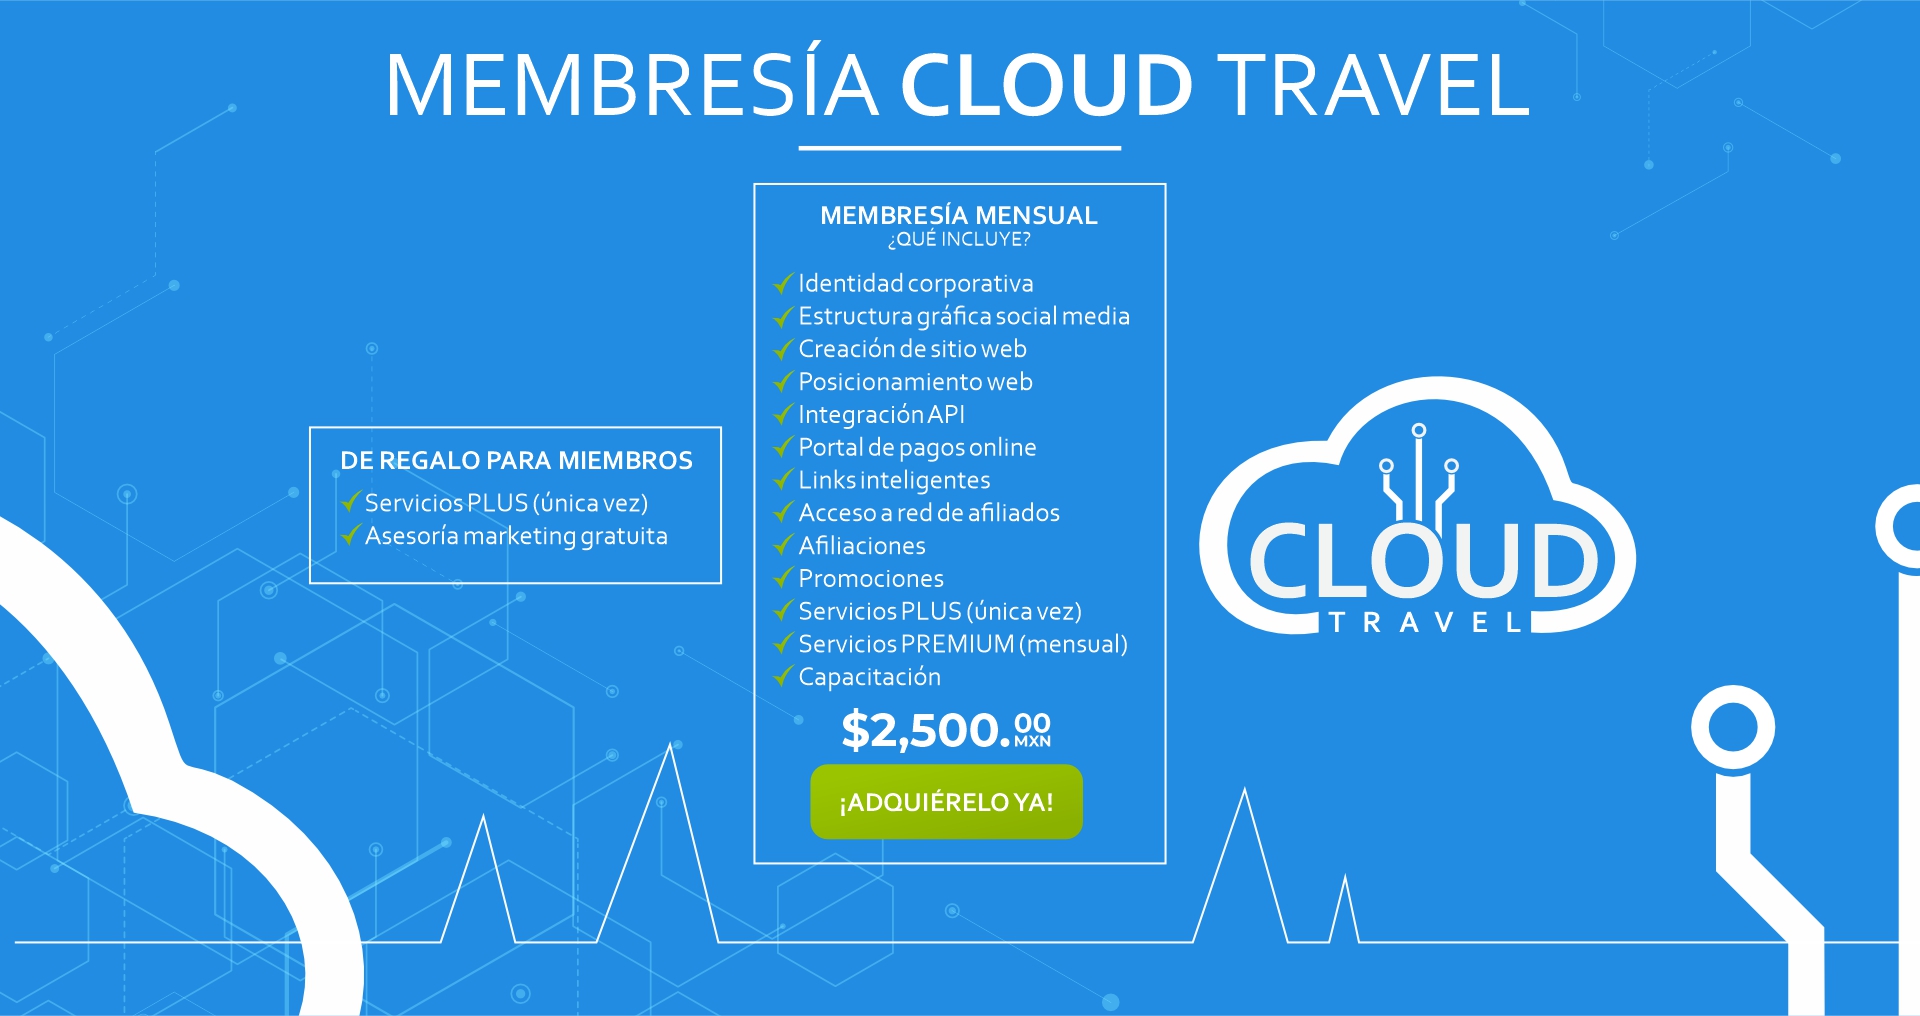 MEMBRESÍA CLOUD TRAVEL
DE REGALO PARA MIEMBROS
Servicios PLUS (única vez)
Asesoría marketing gratuita
MEMBRESÍA MENSUAL
¿QUÉ INCLUYE?
Identidad corporativa
Estructura gráfica social media
Creación de sitio web
Posicionamiento web
Integración API
Portal de pagos online
Links inteligentes
Acceso a red de afiliados
Afiliaciones
Promociones
Servicios PLUS (única vez)
Servicios PREMIUM (mensual)
Capacitación
$2,500.00 MXN
¡ADQUIÉRELO YA!
CLOUD
TRAVEL